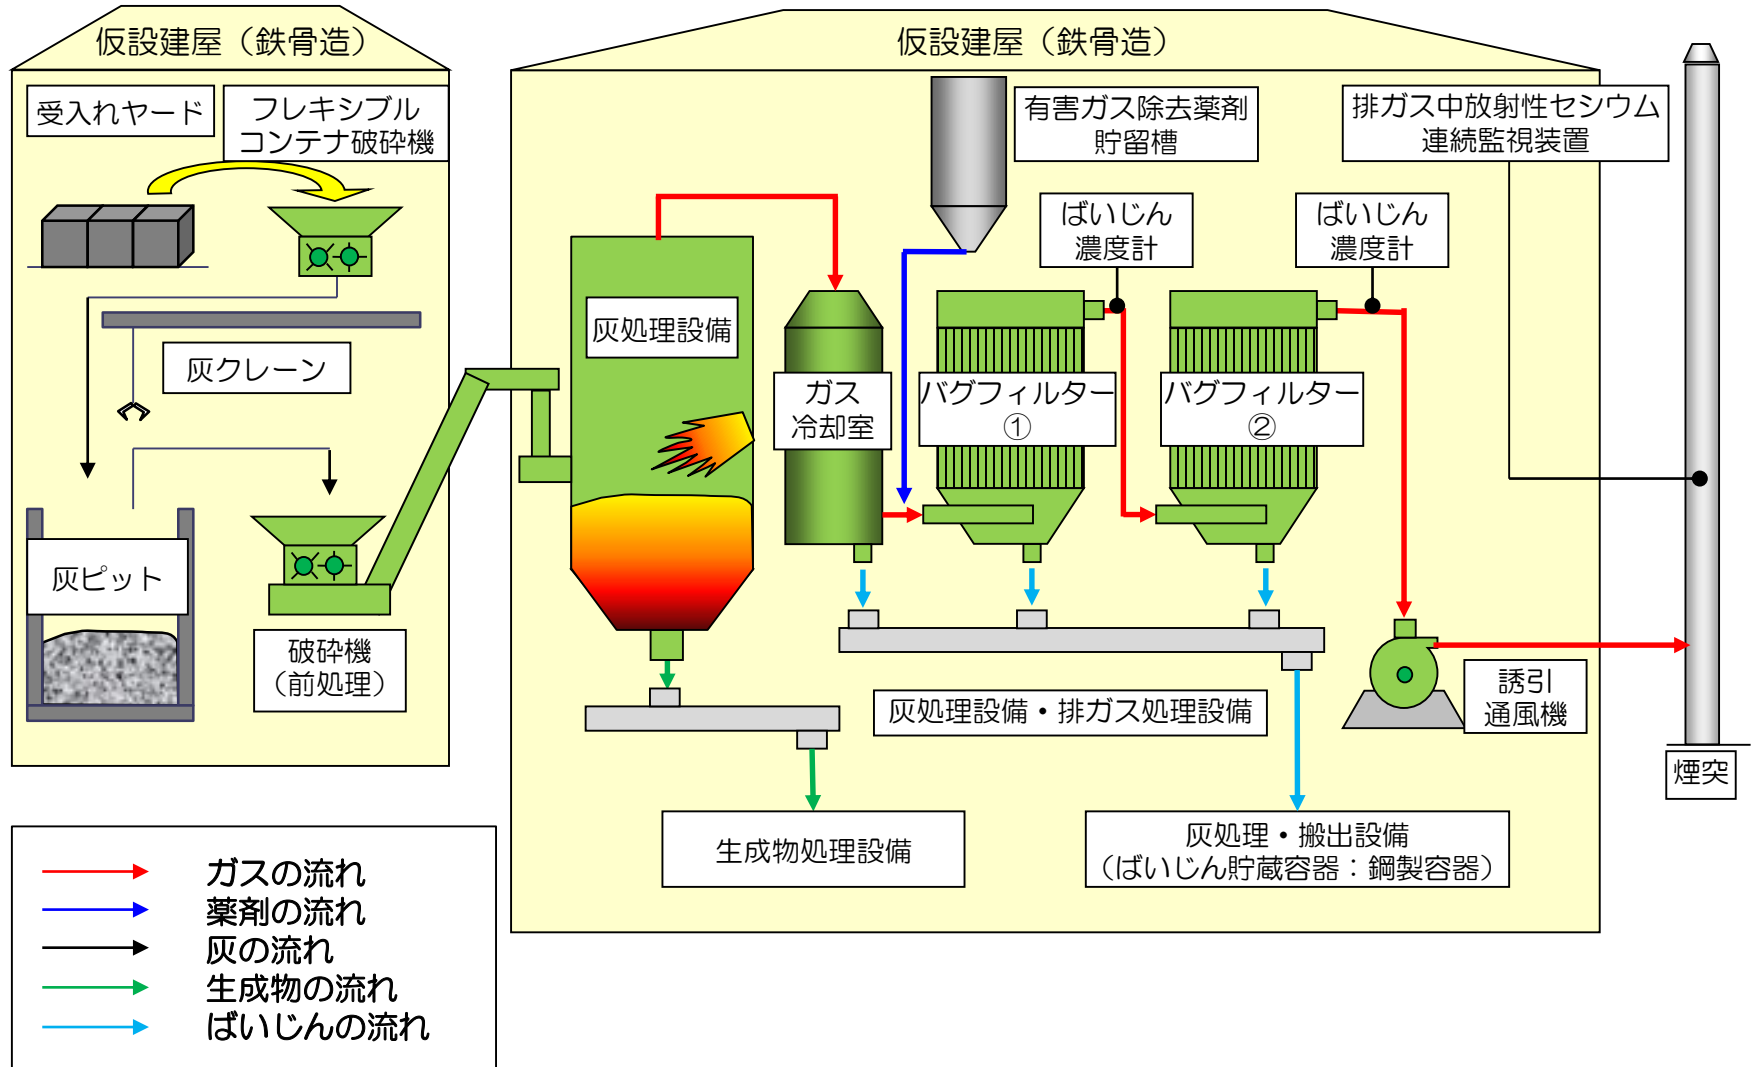 仮設建屋（鉄骨造）
受入れヤード
フレキシブル
コンテナ破砕機
灰クレーン
灰ピット
破砕機
（前処理）
仮設建屋（鉄骨造）
有害ガス除去薬剤
貯留槽
排ガス中放射性セシウム
連続監視装置
ばいじん
濃度計
ばいじん
濃度計
灰処理設備
ガス
冷却室
バグフィルター
①
バグフィルター
②
灰処理設備・排ガス処理設備
誘引
通風機
煙突
生成物処理設備
灰処理・搬出設備
（ばいじん貯蔵容器：鋼製容器）
ガスの流れ
薬剤の流れ
灰の流れ
生成物の流れ
ばいじんの流れ